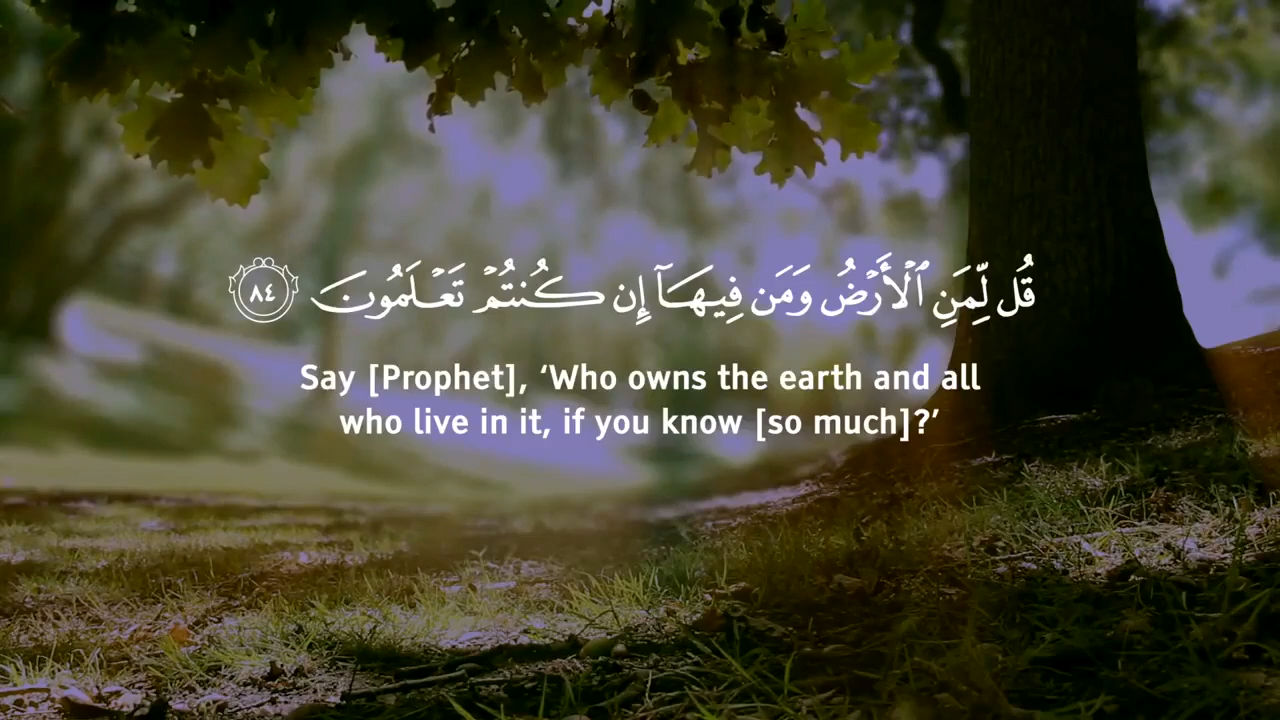 قُل لِّمَنِ ٱلْأَرْضُ وَمَن فِيهَآ إِن كُنتُمْ تَعْلَمُونَ ٨٤
Say [Prophet], ‘Who owns the earth and all
who live in it, if you know [so much]?’